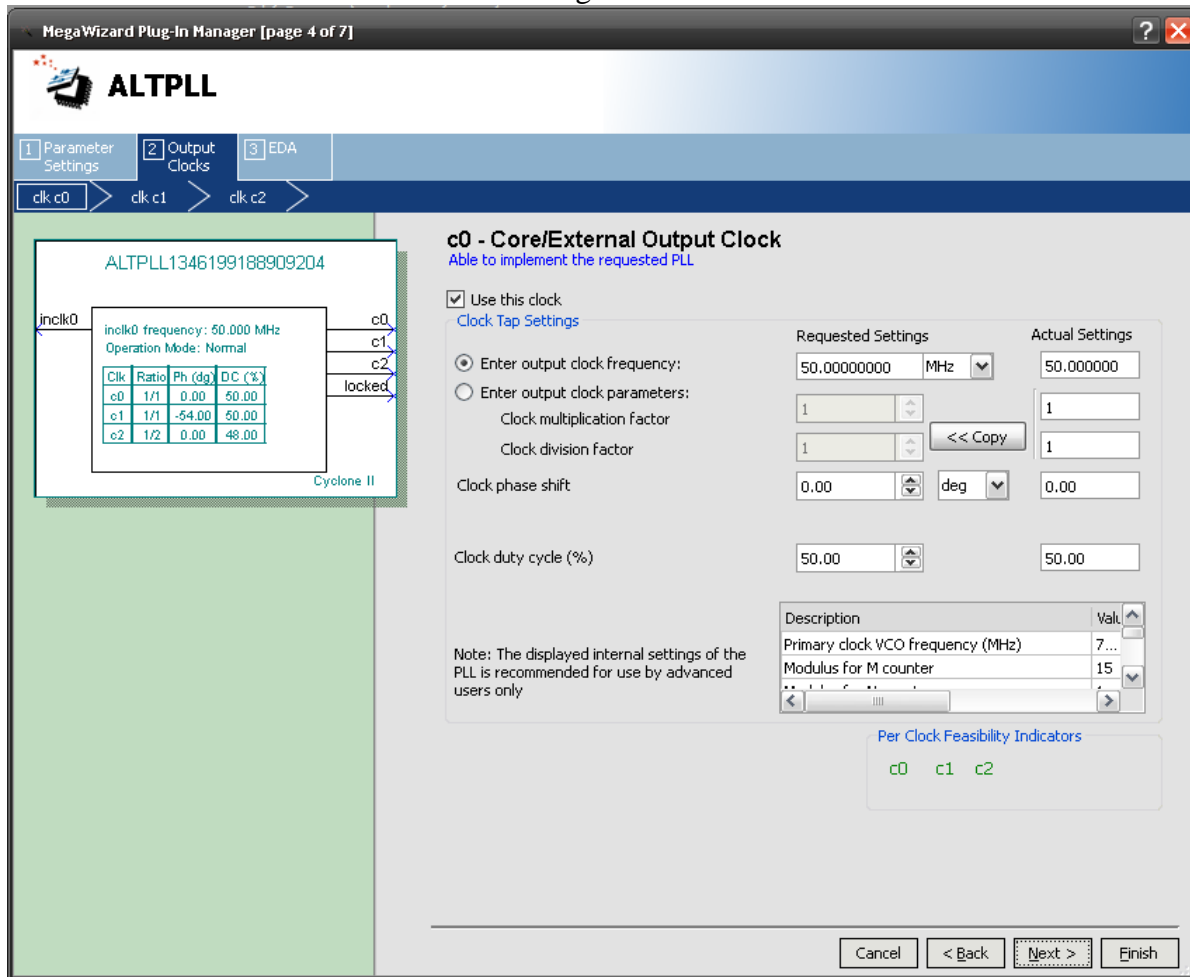 MegaWizard Plug-In Manager [page 4 of 7]
ALTPLL
1 Parameter Settings
2 Output Clocks
3 EDA
clk c0 clk c1 clk c2
ALTPLL1346199188909204
inclk0
inclk0 frequency: 50.000 MHz
Operation Mode: Normal
Clk Ratio Ph (dg) DC (%)
c0 1/1 0.00 50.00
c1 1/1 -54.00 50.00
c2 1/2 0.00 48.00
c0
c1
c2
locked
Cyclone II
c0 - Core/External Output Clock
Able to implement the requested PLL
Use this clock
Clock Tap Settings
Requested Settings Actual Settings
Enter output clock frequency: 50.00000000 MHz 50.000000
Enter output clock parameters:
Clock multiplication factor 1 1
<< Copy
Clock division factor 1 1
Clock phase shift 0.00 deg 0.00
Clock duty cycle (%) 50.00 50.00
Note: The displayed internal settings of the
PLL is recommended for use by advanced
users only
Description Valu
Primary clock VCO frequency (MHz) 7...
Modulus for M counter 15
Per Clock Feasibility Indicators
c0 c1 c2
Cancel < Back Next > Finish